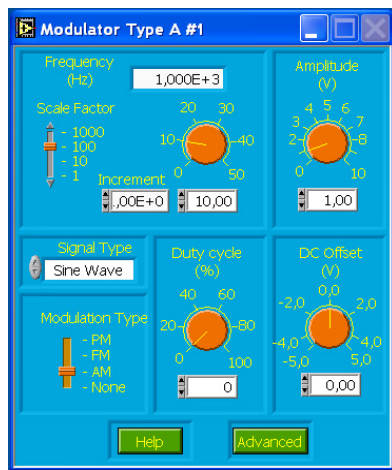 Modulator Type A #1
Frequency
(Hz)
1,000E+3
Scale Factor
1000
100
10
1
0
10
20
30
40
50
Increment
,00E+0
10,00
Amplitude
(V)
0
2
3
4
5
6
7
8
10
1,00
Signal Type
Sine Wave
Modulation Type
PM
FM
AM
None
Duty cycle
(%)
0
20
40
60
80
100
0
DC Offset
(V)
-5,0
-4,0
-2,0
0,0
2,0
4,0
5,0
0,00
Help
Advanced